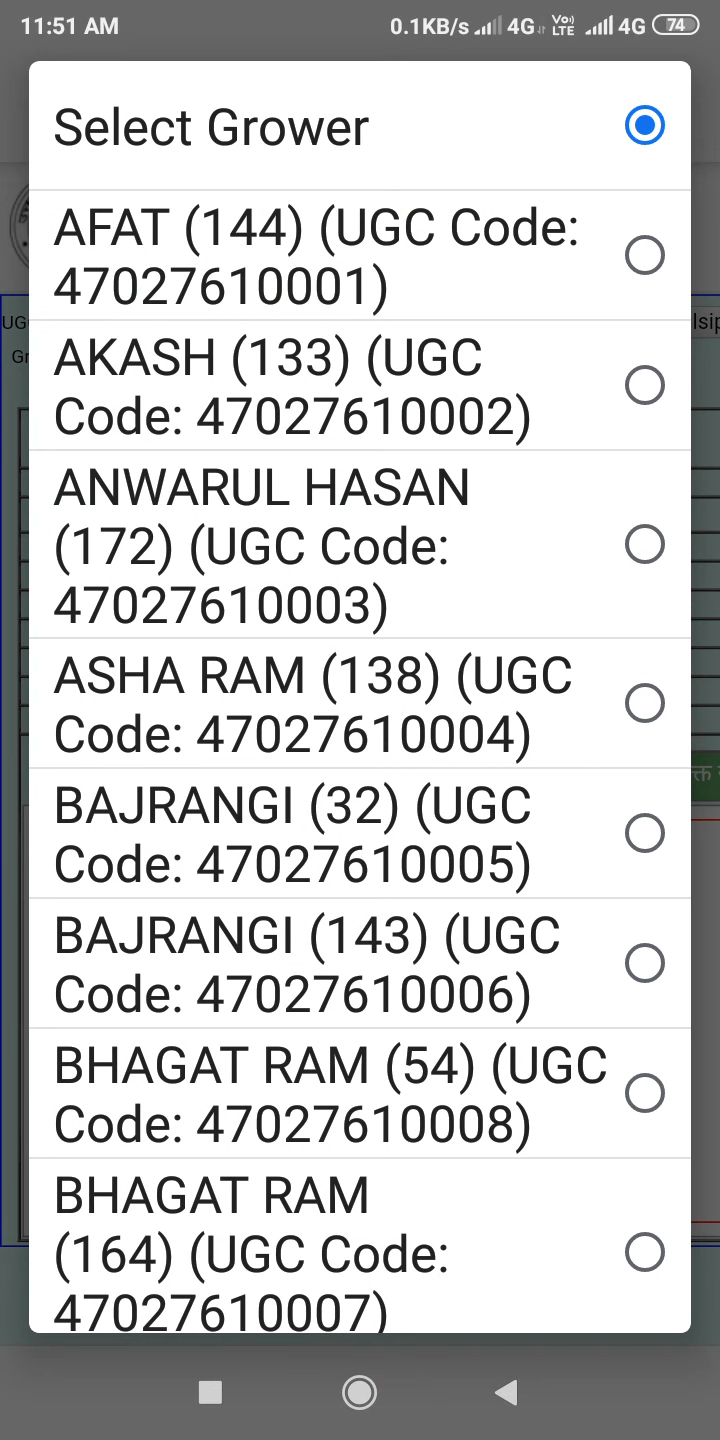 11:51 AM 0.1KB/s 4G Vo) LTE 4G 74
Select Grower
AFAT (144) (UGC Code:
47027610001)
AKASH (133) (UGC
Code: 47027610002)
ANWARUL HASAN
(172) (UGC Code:
47027610003)
ASHA RAM (138) (UGC
Code: 47027610004)
BAJRANGI (32) (UGC
Code: 47027610005)
BAJRANGI (143) (UGC
Code: 47027610006)
BHAGAT RAM (54) (UGC
Code: 47027610008)
BHAGAT RAM
(164) (UGC Code:
47027610007)